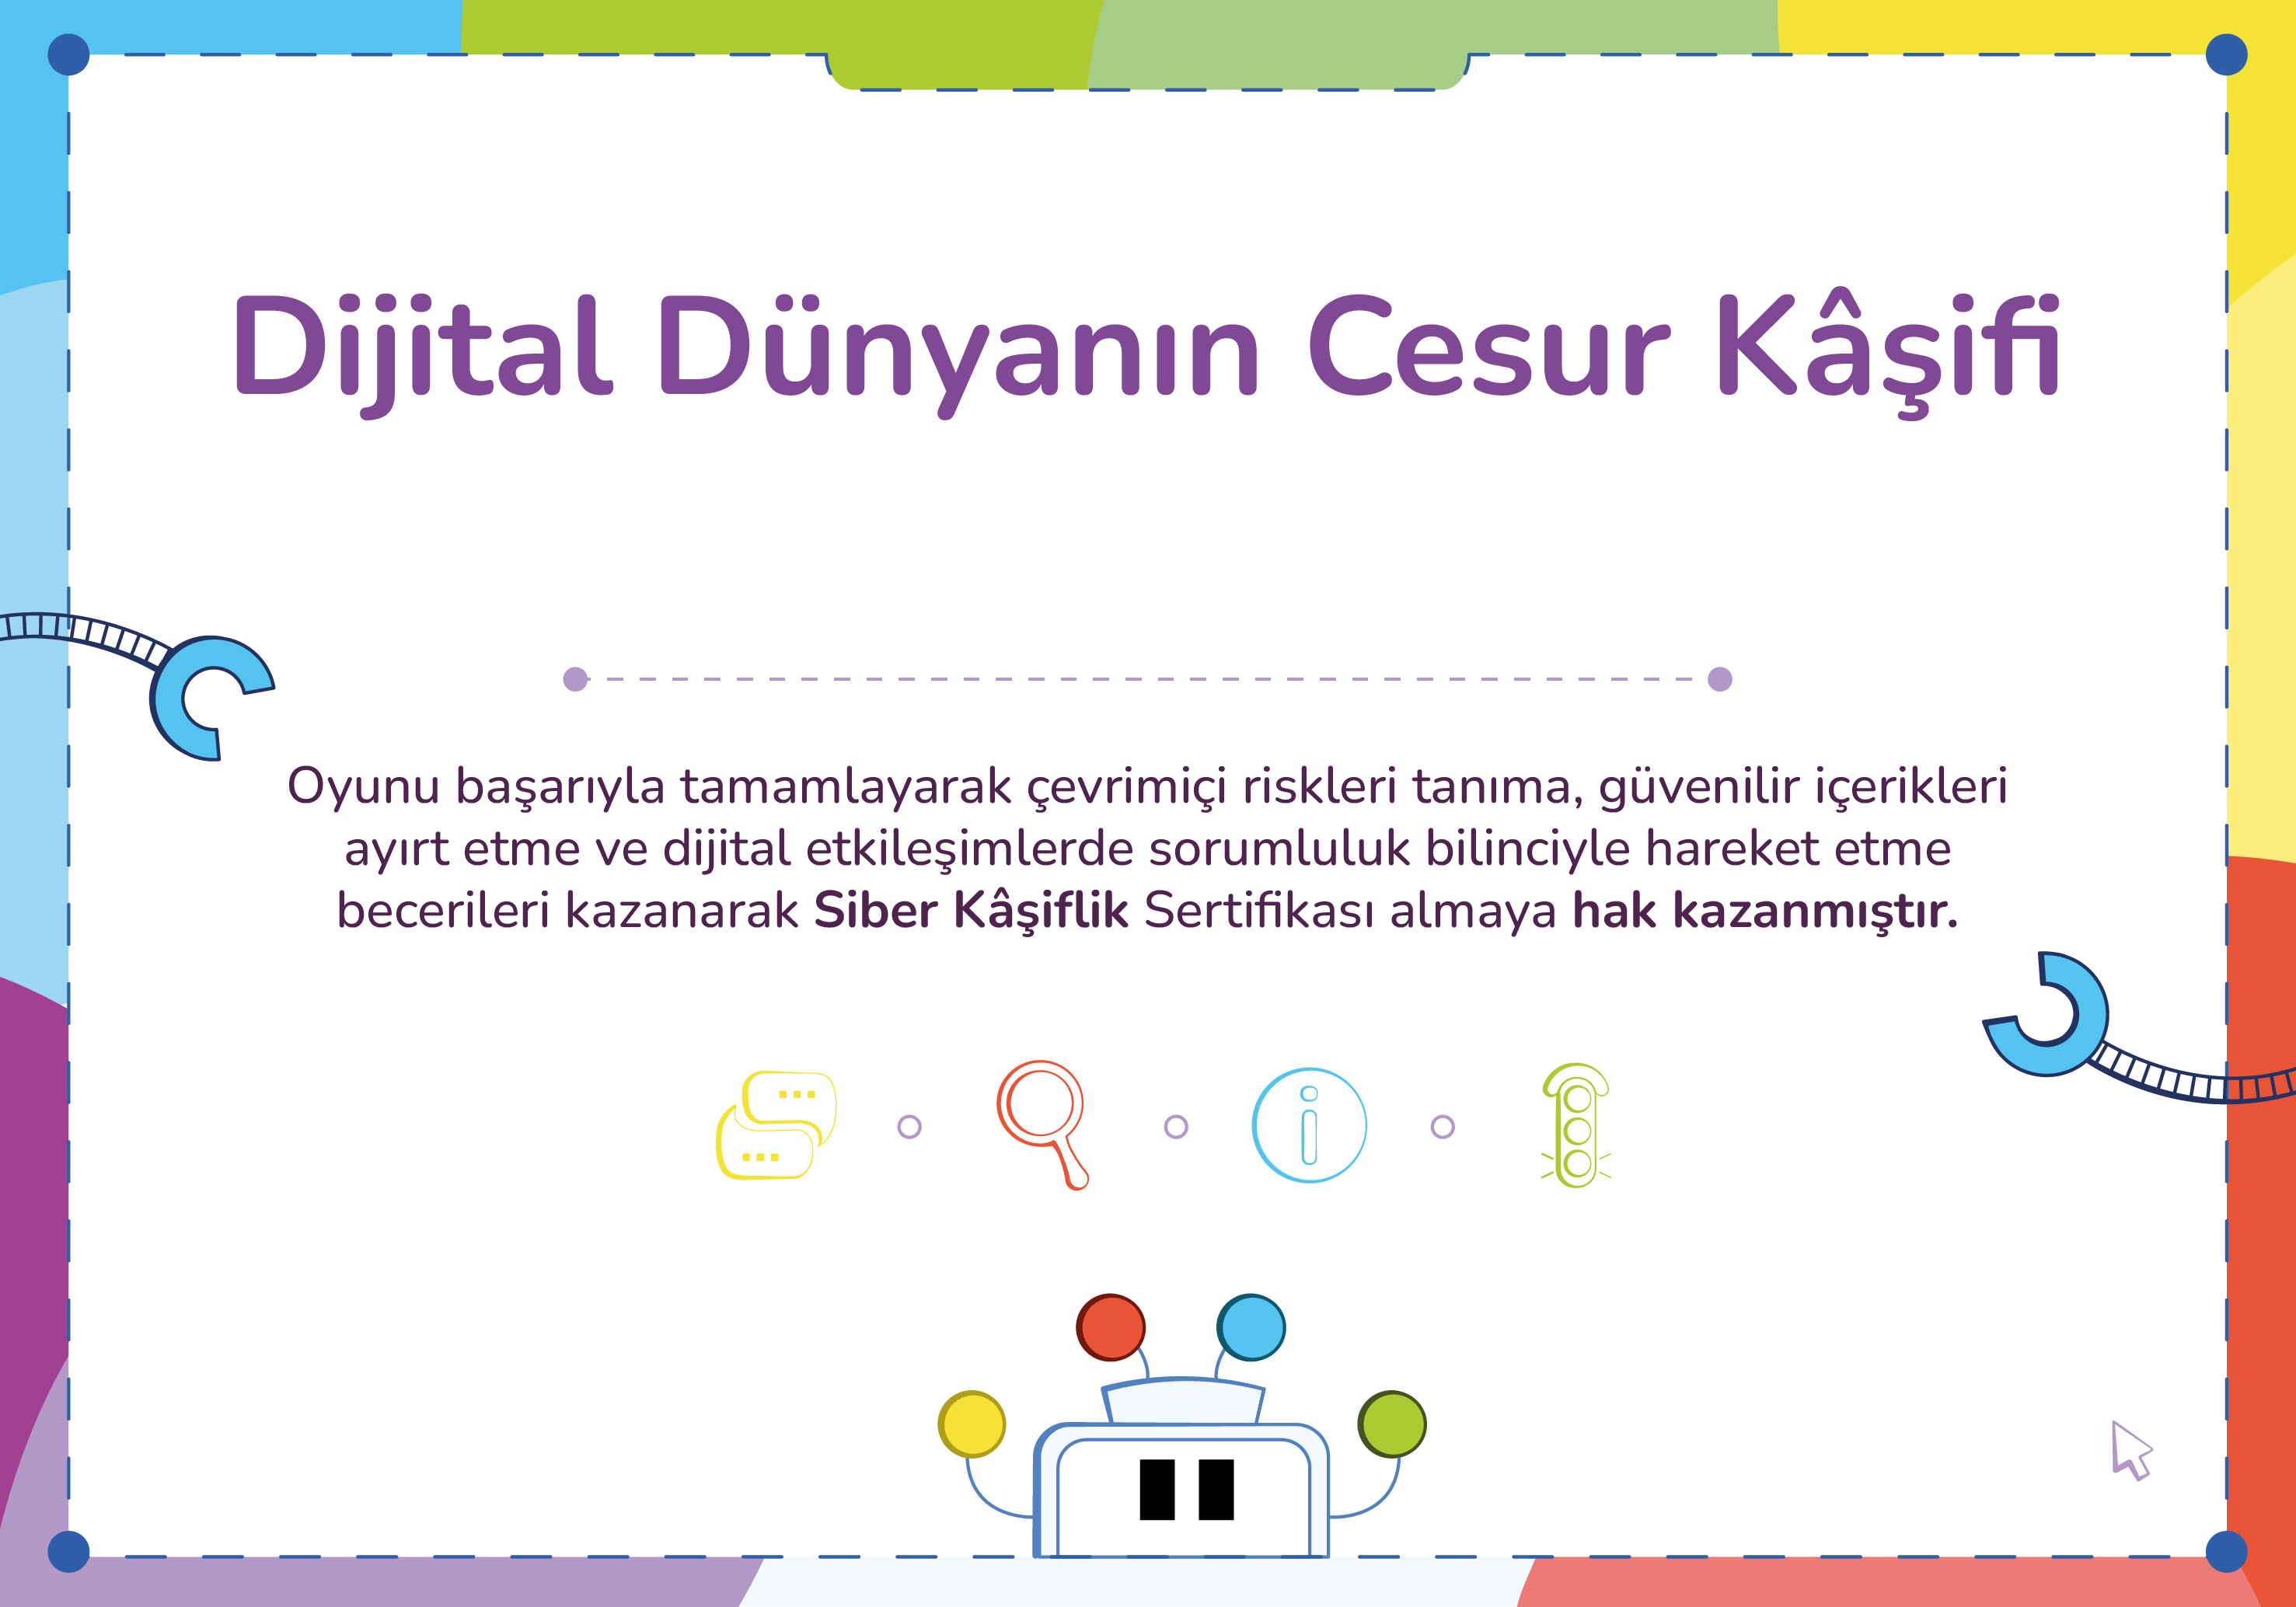 Dijital Dünyanın Cesur Kâşifi
Oyunu başarıyla tamamlayarak çevrimiçi riskleri tanıma, güvenilir içerikleri
ayırt etme ve dijital etkileşimlerde sorumluluk bilinciyle hareket etme
becerileri kazanarak Siber Kâşiflik Sertifikası almaya hak kazanmıştır.